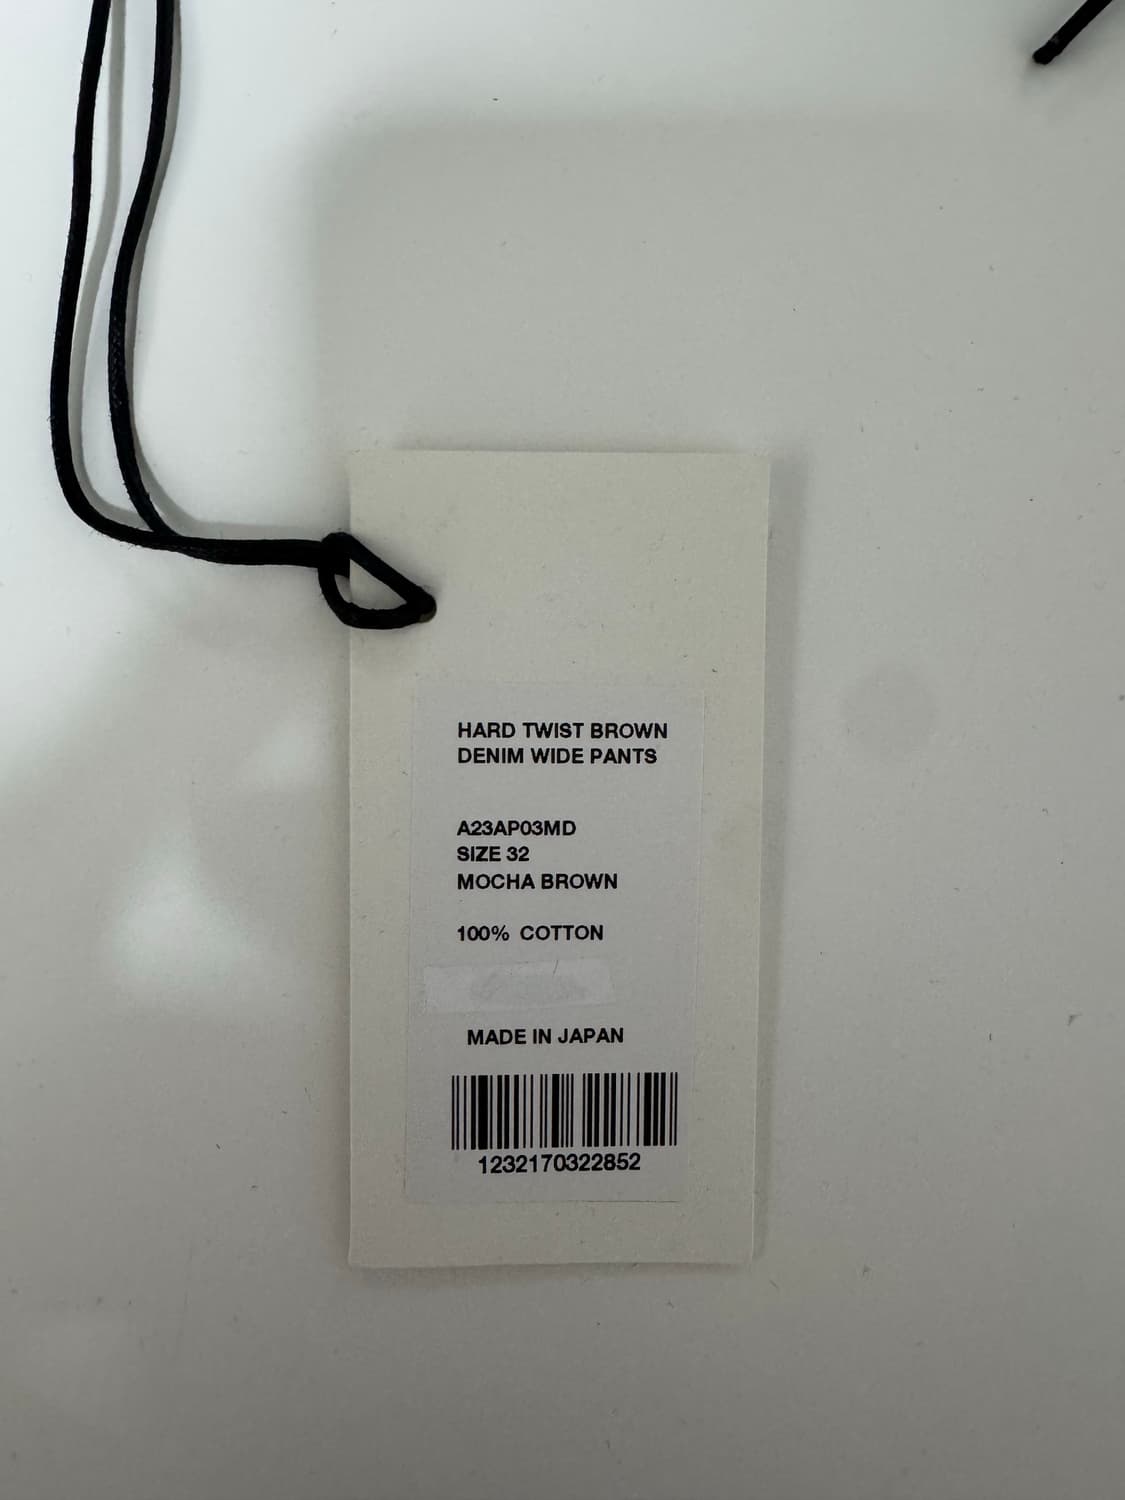 HARD TWIST BROWN
DENIM WIDE PANTS
A23AP03MD
SIZE 32
MOCHA BROWN
100% COTTON
MADE IN JAPAN
1232170322852